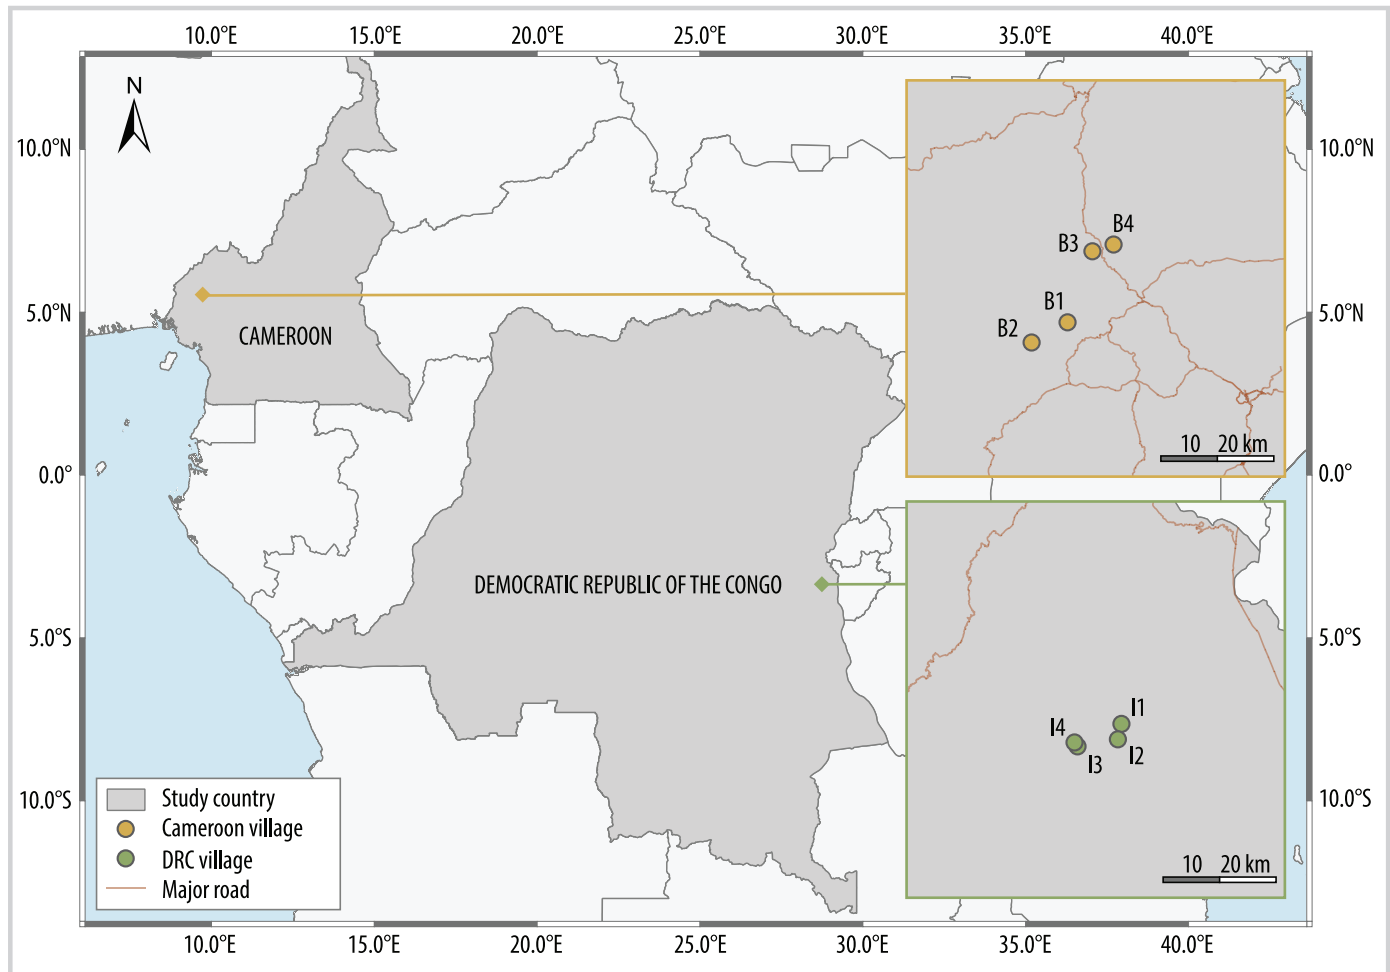 10.0°E 15.0°E 20.0°E 25.0°E 30.0°E 35.0°E 40.0°E
N
10.0°N 10.0°N
B4
B3
5.0°N 5.0°N
B1
B2
CAMEROON
10 20 km
0.0° 0.0°
DEMOCRATIC REPUBLIC OF THE CONGO
5.0°S 5.0°S
I1
I4
I2
I3
10.0°S 10.0°S
Study country
Cameroon village
DRC village
Major road
10 20 km
10.0°E 15.0°E 20.0°E 25.0°E 30.0°E 35.0°E 40.0°E